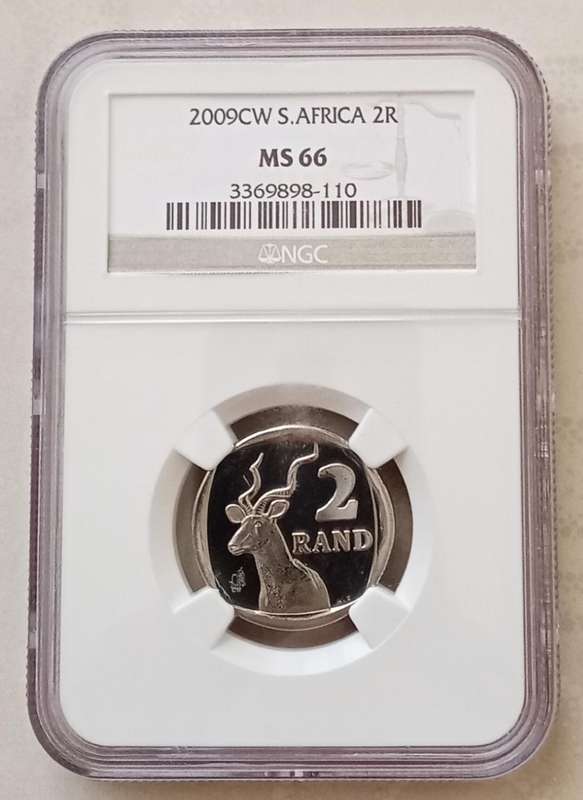 2009CW S.AFRICA 2R
MS 66
3369898-110
NGC
2
RAND